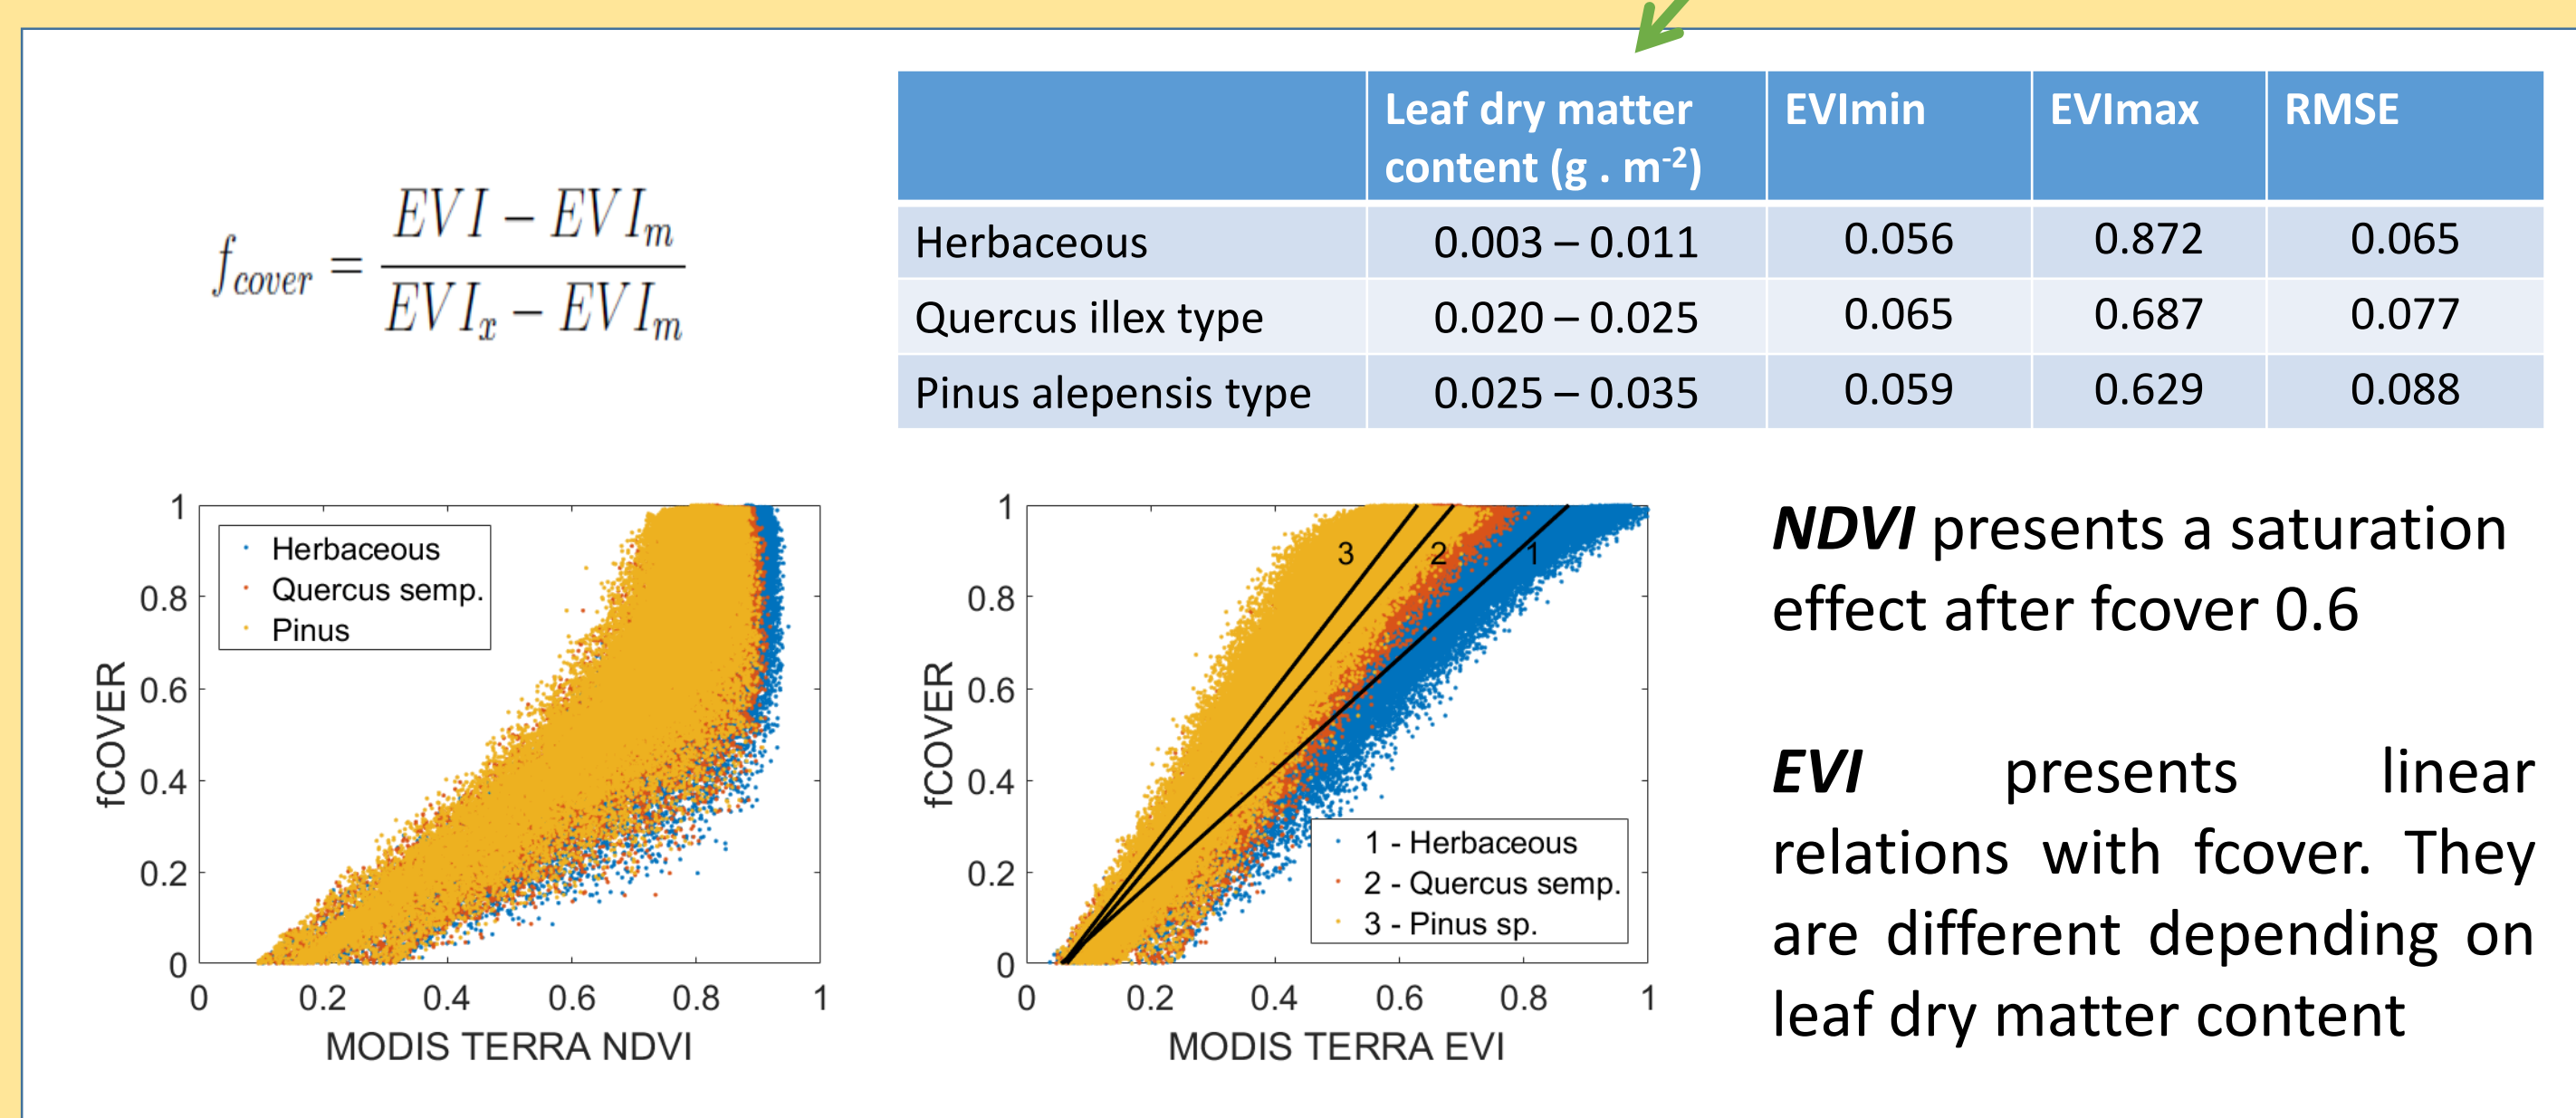 f_cover = (EVI − EVI_m) / (EVI_x − EVI_m)
Leaf dry matter content (g . m⁻²) EVImin EVImax RMSE
Herbaceous 0.003 – 0.011 0.056 0.872 0.065
Quercus illex type 0.020 – 0.025 0.065 0.687 0.077
Pinus alepensis type 0.025 – 0.035 0.059 0.629 0.088
fCOVER
1
0.8
0.6
0.4
0.2
0
Herbaceous
Quercus semp.
Pinus
0 0.2 0.4 0.6 0.8 1
MODIS TERRA NDVI
fCOVER
1
0.8
0.6
0.4
0.2
0
3 2 1
1 - Herbaceous
2 - Quercus semp.
3 - Pinus sp.
0 0.2 0.4 0.6 0.8 1
MODIS TERRA EVI
NDVI presents a saturation
effect after fcover 0.6
EVI presents linear
relations with fcover. They
are different depending on
leaf dry matter content